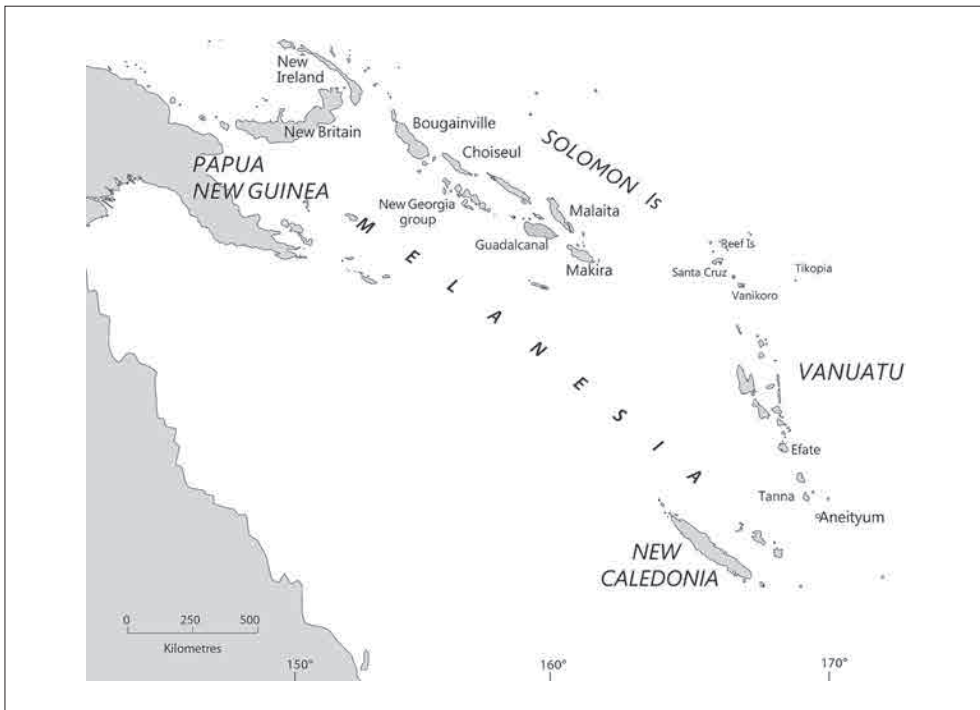 New
Ireland
New Britain
Bougainville
Choiseul
SOLOMON Is
PAPUA
NEW GUINEA
New Georgia
group
Malaita
Guadalcanal
Makira
Reef Is
Santa Cruz
Tikopia
Vanikoro
MELANESIA
VANUATU
Efate
Tanna
Aneityum
NEW
CALEDONIA
0 250 500
Kilometres
150° 160° 170°